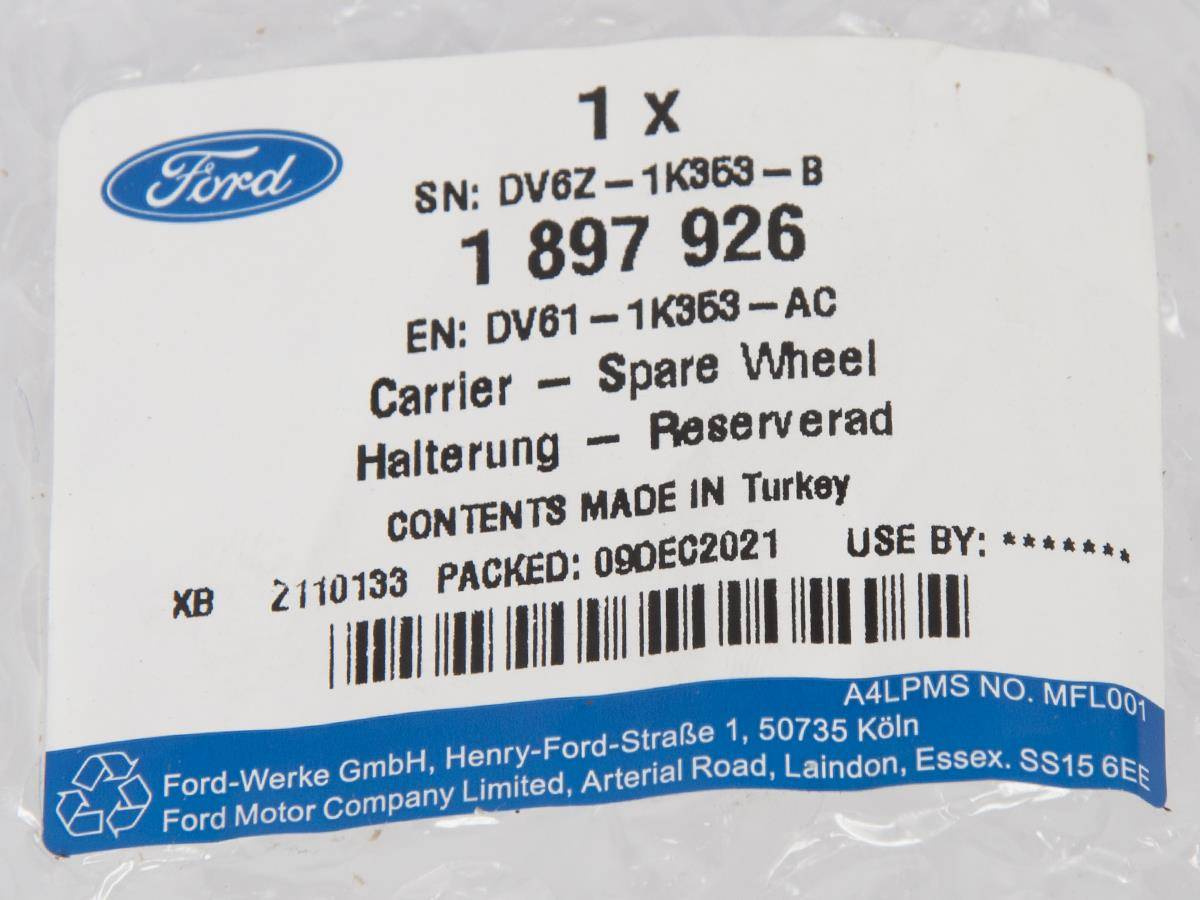 1 x
Ford
SN: DV6Z-1K353-B
1 897 926
EN: DV61-1K353-AC
Carrier - Spare Wheel
Halterung - Reserverad
CONTENTS MADE IN Turkey
XB 2110133 PACKED: 09DEC2021 USE BY: *******
A4LPMS NO. MFL001
Ford-Werke GmbH, Henry-Ford-Straße 1, 50735 Köln
Ford Motor Company Limited, Arterial Road, Laindon, Essex. SS15 6EE